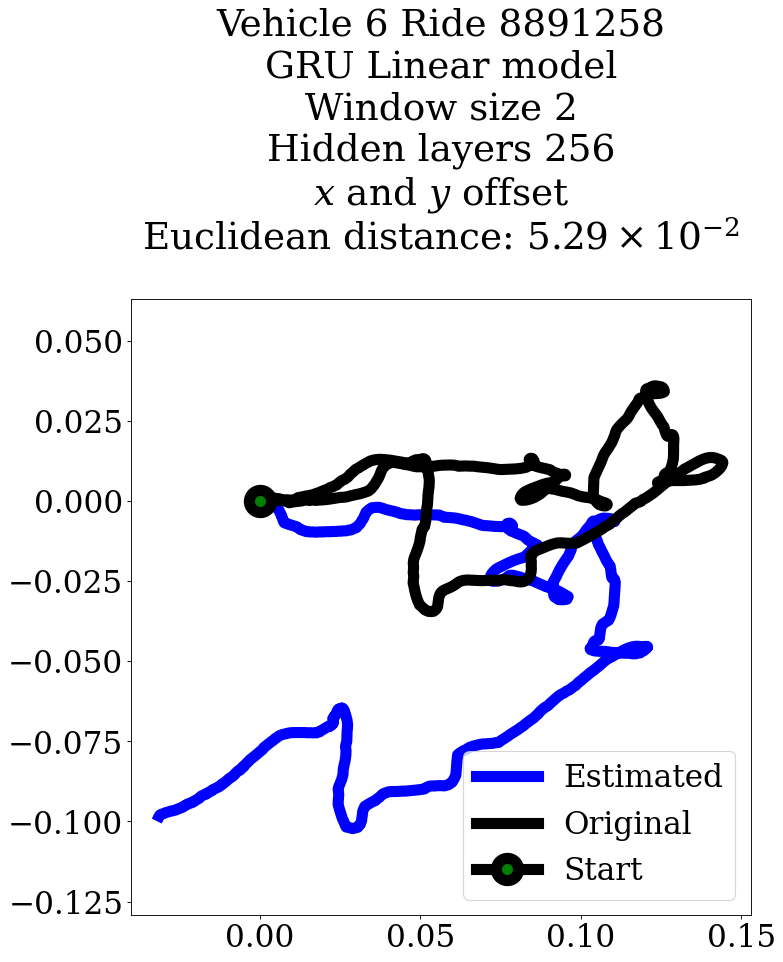 Vehicle 6 Ride 8891258
GRU Linear model
Window size 2
Hidden layers 256
x and y offset
Euclidean distance: 5.29 × 10⁻²
0.050
0.025
0.000
−0.025
−0.050
−0.075
−0.100
−0.125
Estimated
Original
Start
0.00 0.05 0.10 0.15